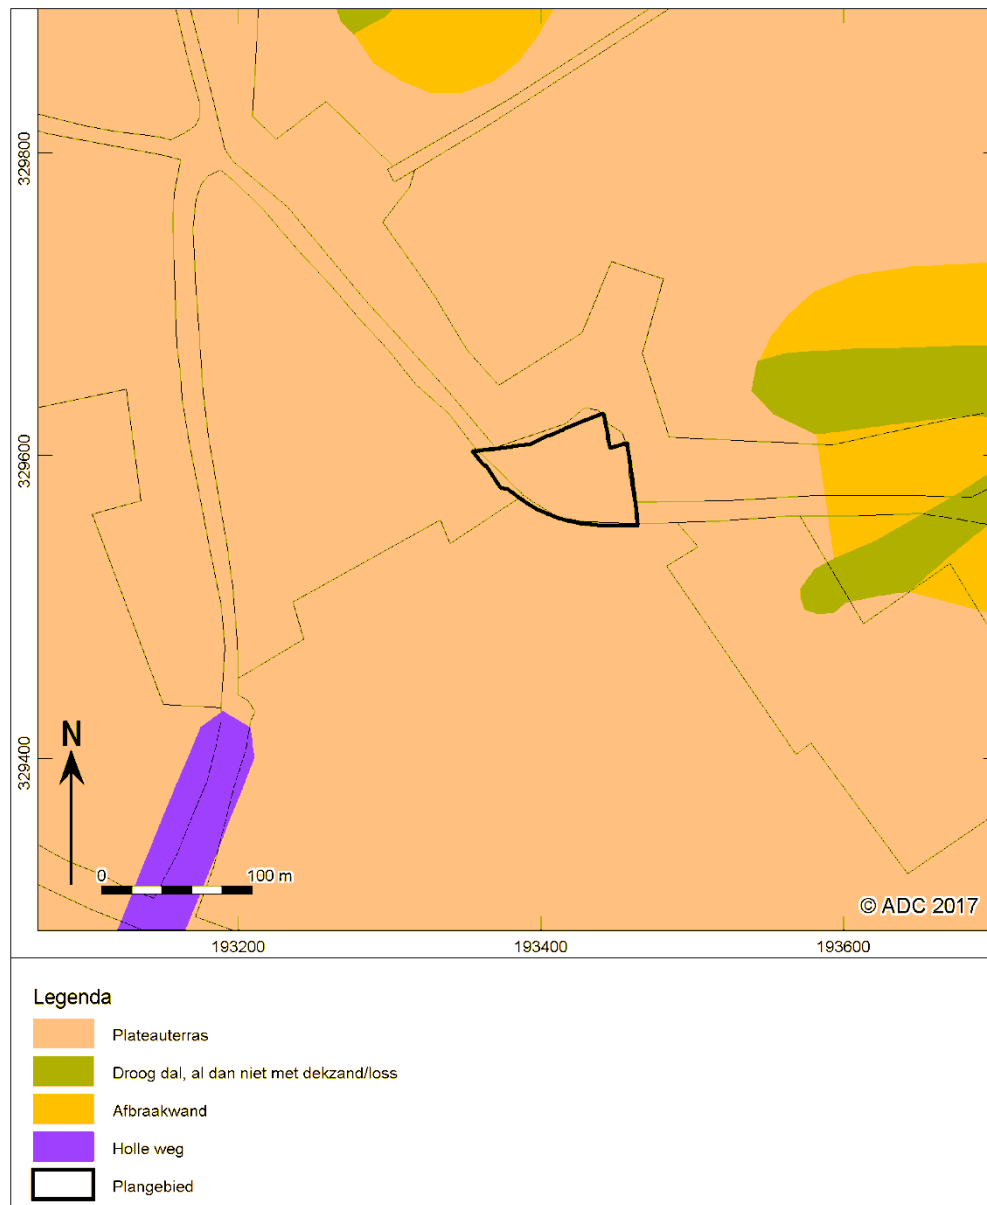 329800
329600
329400
N
0 100 m
© ADC 2017
193200 193400 193600
Legenda
Plateauterras
Droog dal, al dan niet met dekzand/loss
Afbraakwand
Holle weg
Plangebied